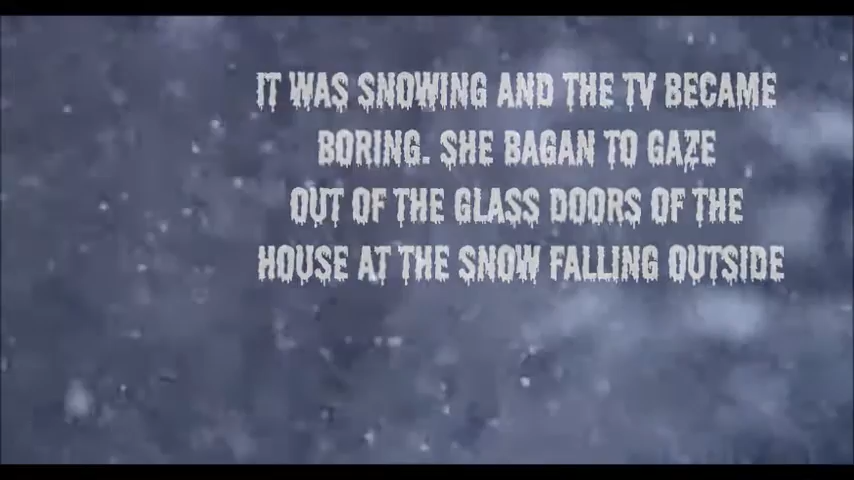 IT WAS SNOWING AND THE TV BECAME
BORING. SHE BAGAN TO GAZE
OUT OF THE GLASS DOORS OF THE
HOUSE AT THE SNOW FALLING OUTSIDE